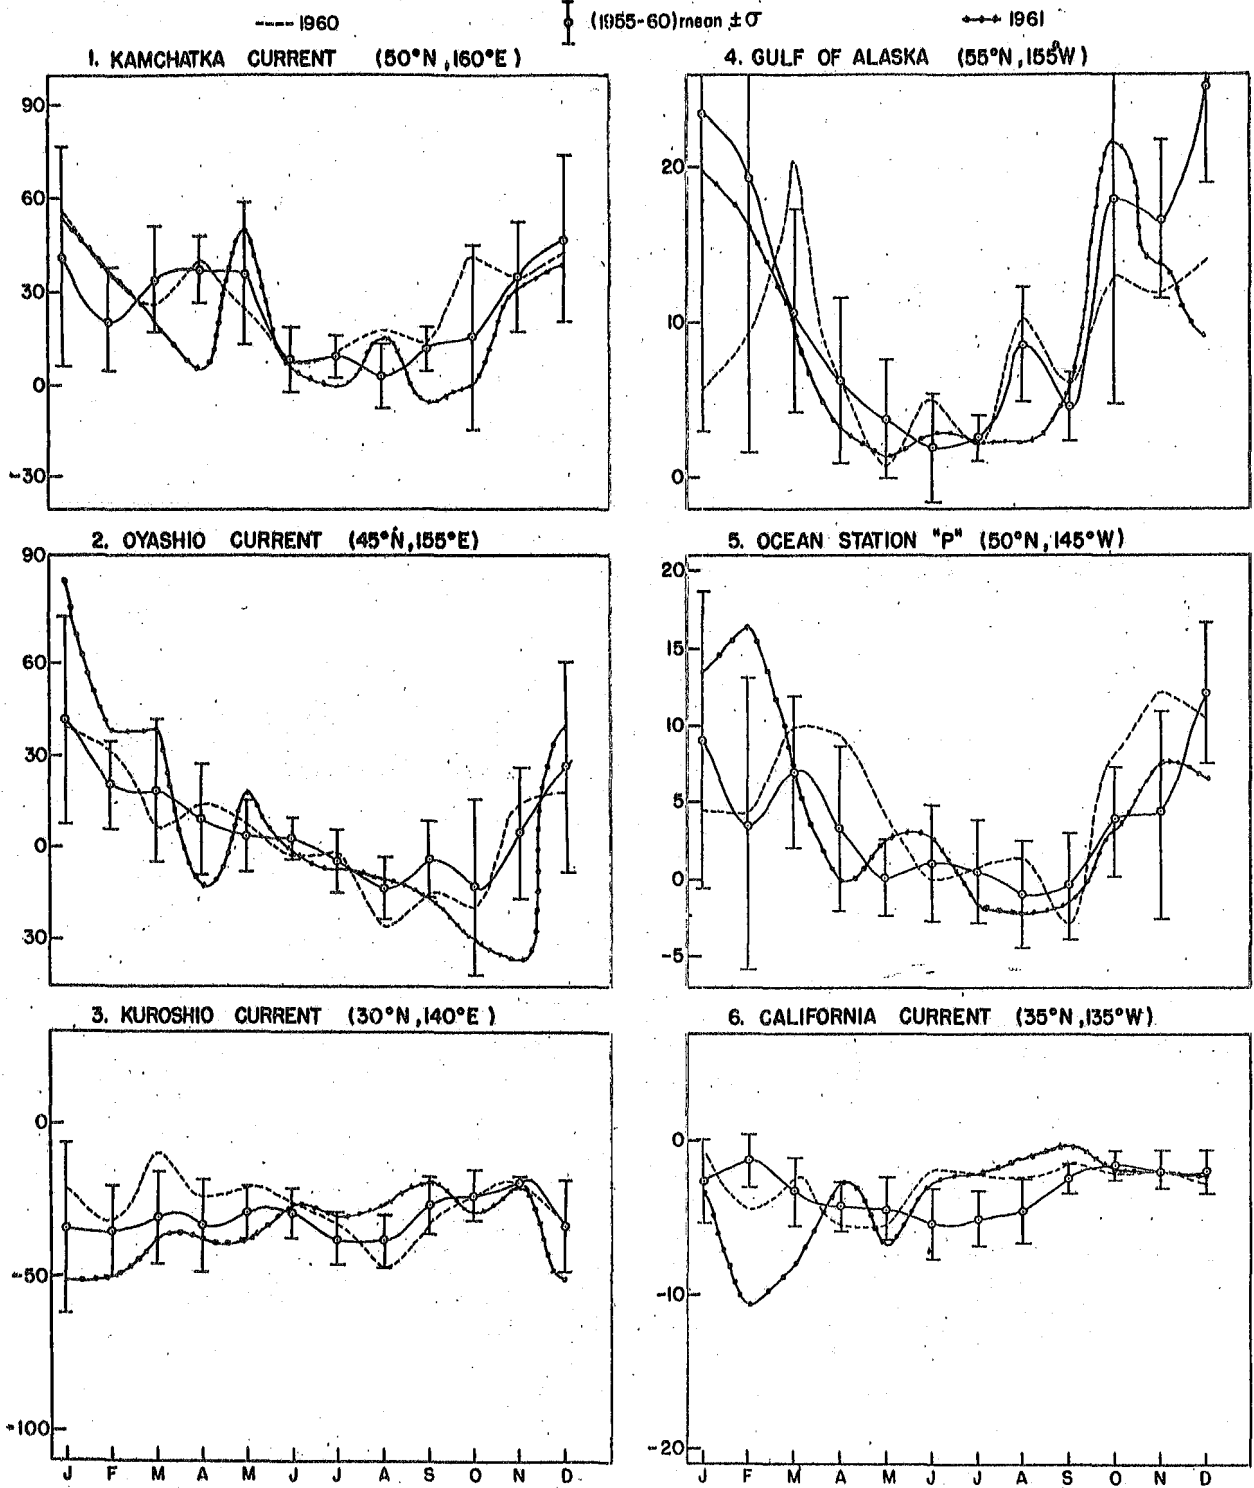 1960 (1955-60) mean ± σ 1961
1. KAMCHATKA CURRENT (50°N, 160°E)
90
60
30
0
-30
2. OYASHIO CURRENT (45°N, 155°E)
90
60
30
0
30
3. KUROSHIO CURRENT (30°N, 140°E)
0
-50
-100
J F M A M J J A S O N D
4. GULF OF ALASKA (55°N, 155°W)
20
10
0
5. OCEAN STATION "P" (50°N, 145°W)
20
15
10
5
0
-5
6. CALIFORNIA CURRENT (35°N, 135°W)
0
-10
-20
J F M A M J J A S O N D